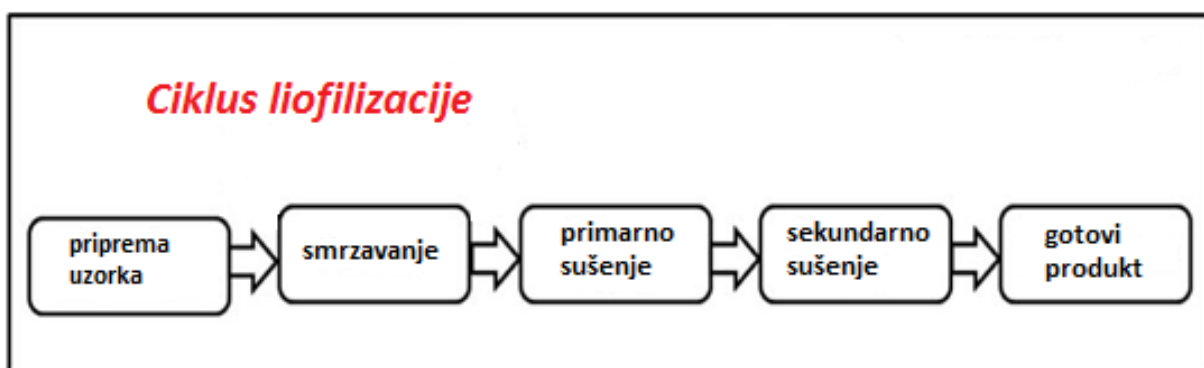 Ciklus liofilizacije
priprema
uzorka
smrzavanje
primarno
sušenje
sekundarno
sušenje
gotovi
produkt